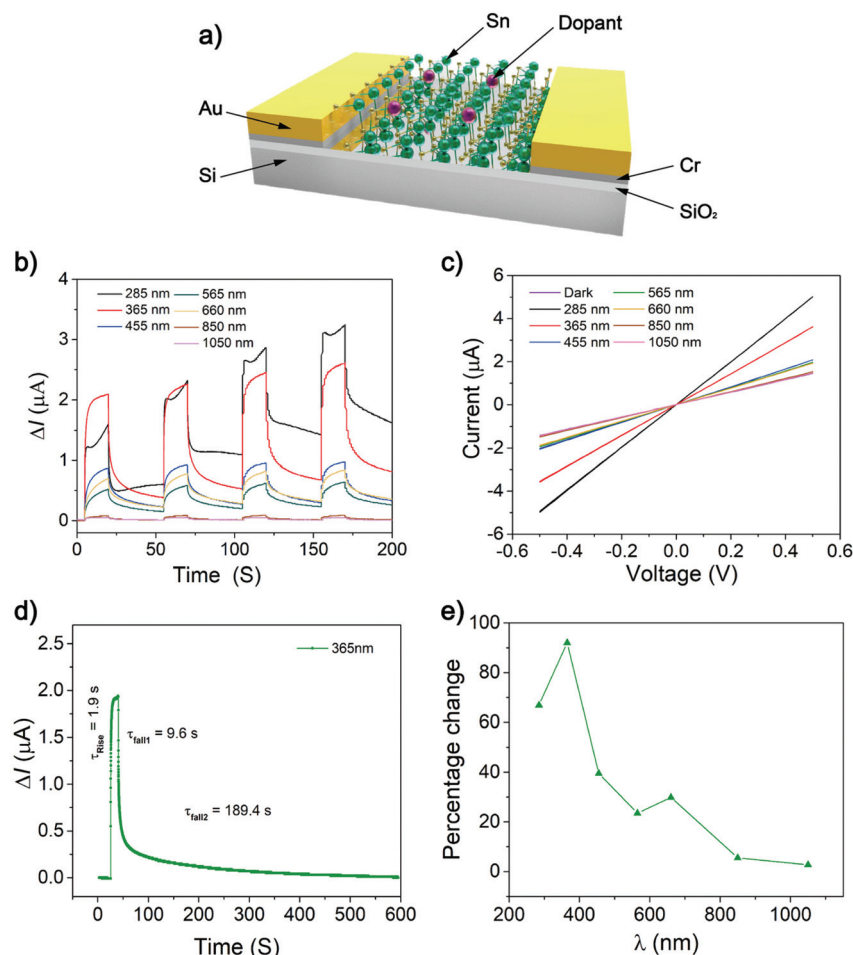 a)
Sn
Dopant
Au
Si
Cr
SiO₂
b)
4
3
2
1
0
ΔI (μA)
285 nm
365 nm
455 nm
565 nm
660 nm
850 nm
1050 nm
0 50 100 150 200
Time (S)
c)
6
4
2
0
-2
-4
-6
Current (μA)
Dark
285 nm
365 nm
455 nm
565 nm
660 nm
850 nm
1050 nm
-0.6 -0.4 -0.2 0.0 0.2 0.4 0.6
Voltage (V)
d)
2.5
2.0
1.5
1.0
0.5
0.0
ΔI (μA)
365nm
τRise = 1.9 s
τfall1 = 9.6 s
τfall2 = 189.4 s
0 100 200 300 400 500 600
Time (S)
e)
100
80
60
40
20
0
Percentage change
200 400 600 800 1000
λ (nm)